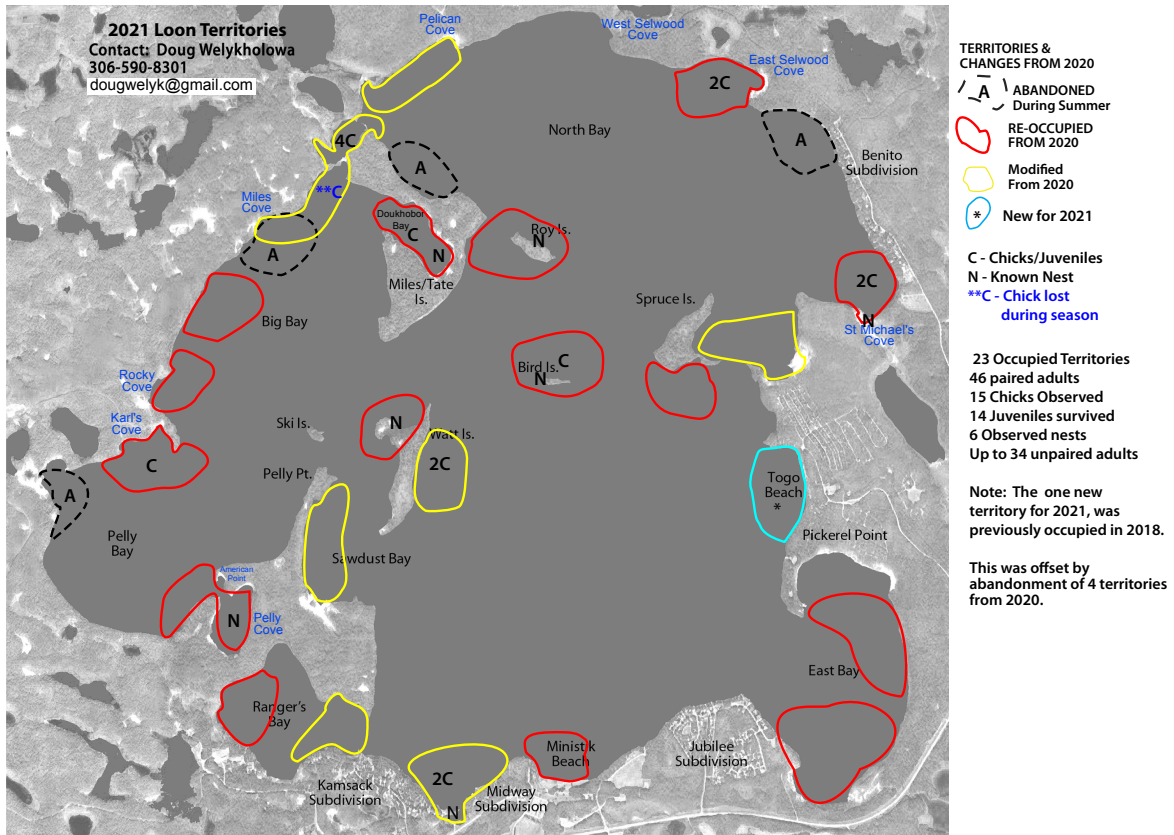 2021 Loon Territories
Contact: Doug Welykholowa
306-590-8301
dougwelyk@gmail.com
Pelican
Cove
West Selwood
Cove
East Selwood
Cove
2C
North Bay
4C
A
A
Benito
Subdivision
**C
Miles
Cove
A
Doukhobor
Bay
C
N
Roy Is.
N
Miles/Tate
Is.
2C
N
St Michael's
Cove
Spruce Is.
Big Bay
Bird Is.
C
N
Rocky
Cove
Karl's
Cove
C
Ski Is.
N
Watt Is.
2C
Pelly Pt.
A
Togo
Beach
*
Pelly
Bay
Pickerel Point
Sawdust Bay
American
Point
N
Pelly
Cove
East Bay
Ranger's
Bay
Ministik
Beach
Jubilee
Subdivision
2C
N
Kamsack
Subdivision
Midway
Subdivision
TERRITORIES &
CHANGES FROM 2020
A
ABANDONED
During Summer
RE-OCCUPIED
FROM 2020
Modified
From 2020
*
New for 2021
C - Chicks/Juveniles
N - Known Nest
**C - Chick lost
during season
23 Occupied Territories
46 paired adults
15 Chicks Observed
14 Juveniles survived
6 Observed nests
Up to 34 unpaired adults
Note: The one new
territory for 2021, was
previously occupied in 2018.
This was offset by
abandonment of 4 territories
from 2020.